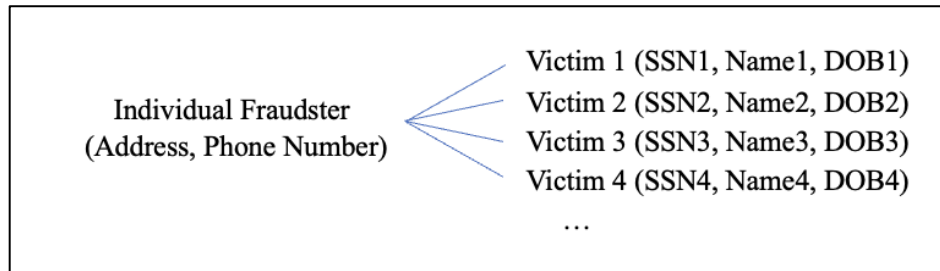 Individual Fraudster
(Address, Phone Number)
Victim 1 (SSN1, Name1, DOB1)
Victim 2 (SSN2, Name2, DOB2)
Victim 3 (SSN3, Name3, DOB3)
Victim 4 (SSN4, Name4, DOB4)
…